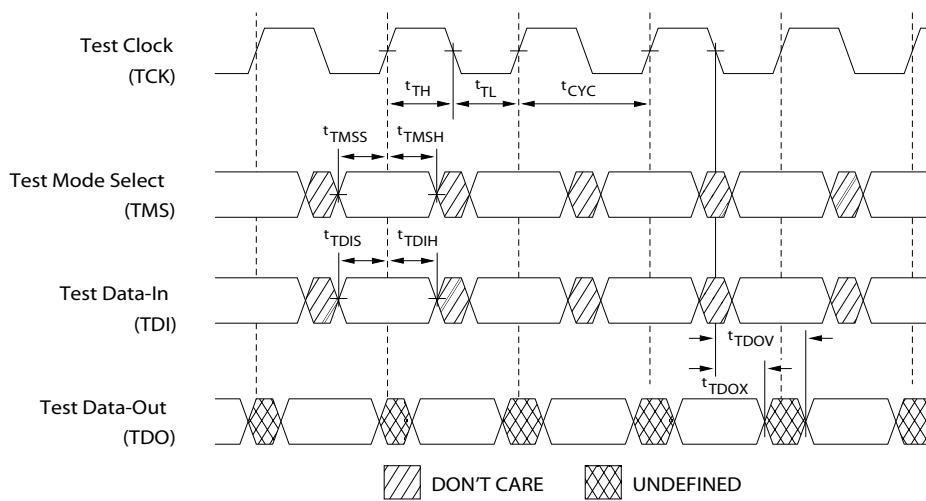 Test Clock
(TCK)
tTH
tTL
tCYC
tTMSS
tTMSH
Test Mode Select
(TMS)
tTDIS
tTDIH
Test Data-In
(TDI)
tTDOV
tTDOX
Test Data-Out
(TDO)
DON'T CARE
UNDEFINED